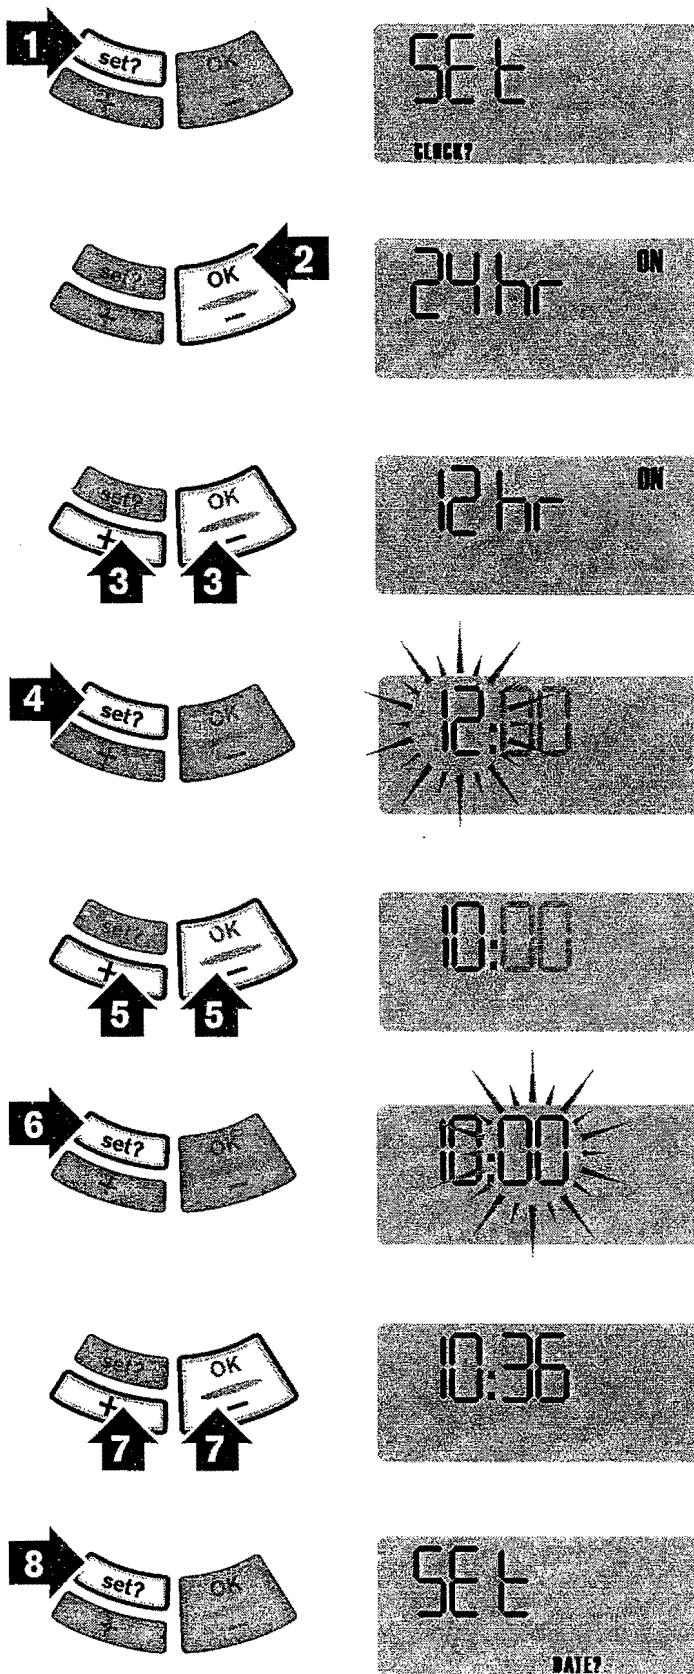 1
set?
OK
+
−
SEt
CLOCK?
2
set?
OK
+
−
24hr
ON
set?
OK
+
−
3
3
12hr
ON
4
set?
OK
+
−
12:00
set?
OK
+
−
5
5
10:00
6
set?
OK
+
−
10:00
set?
OK
+
−
7
7
10:36
8
set?
OK
+
−
SEt
DATE?